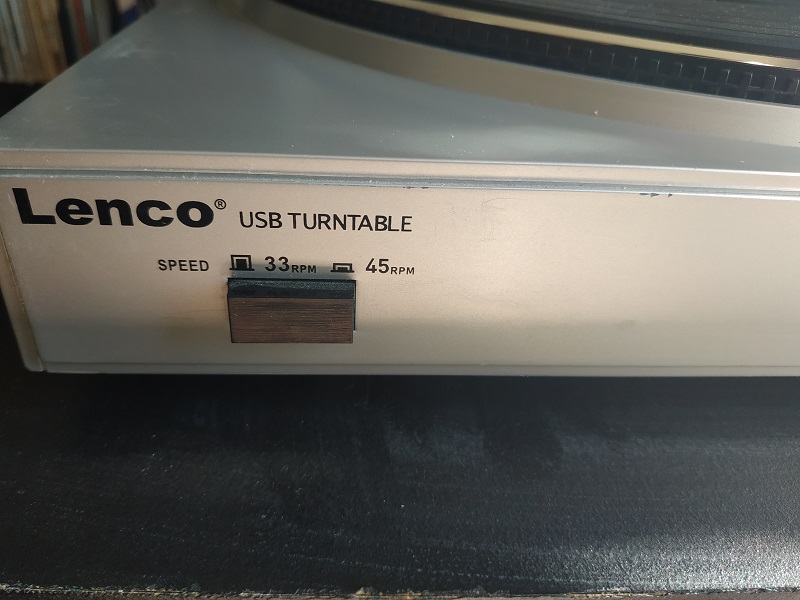 Lenco® USB TURNTABLE
SPEED 33RPM 45RPM